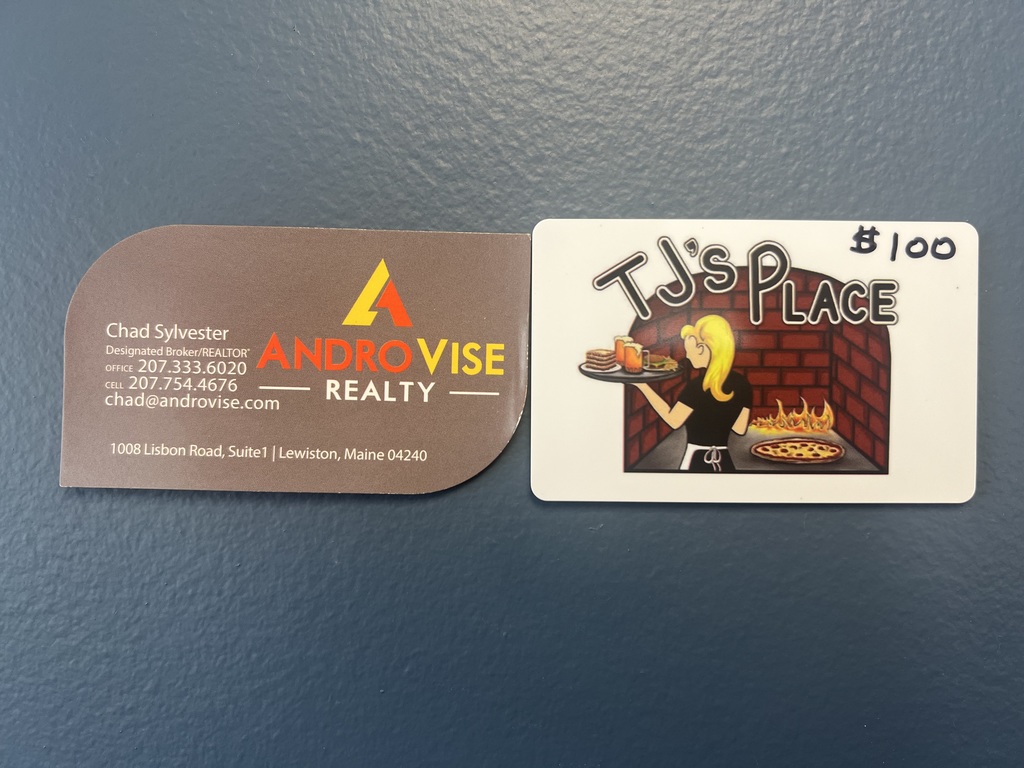 Chad Sylvester
Designated Broker/REALTOR®
OFFICE 207.333.6020
CELL 207.754.4676
chad@androvise.com
1008 Lisbon Road, Suite1 | Lewiston, Maine 04240
ANDROVISE
REALTY
TJ's PLACE
$100